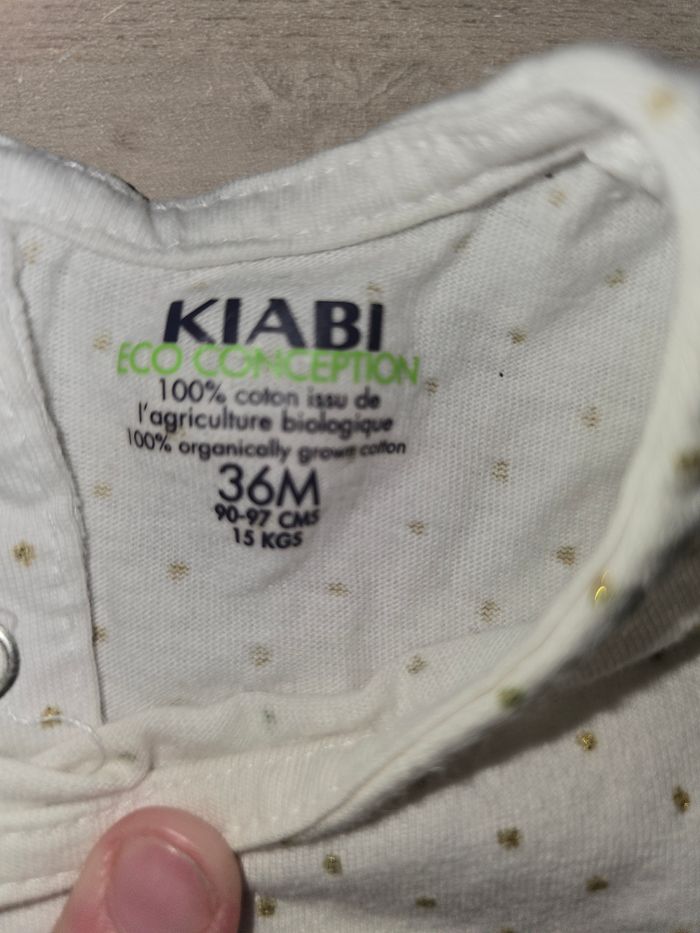 KIABI
ECO CONCEPTION
100% coton issu de
l'agriculture biologique
100% organically grown cotton
36M
90-97 CMS
15 KGS